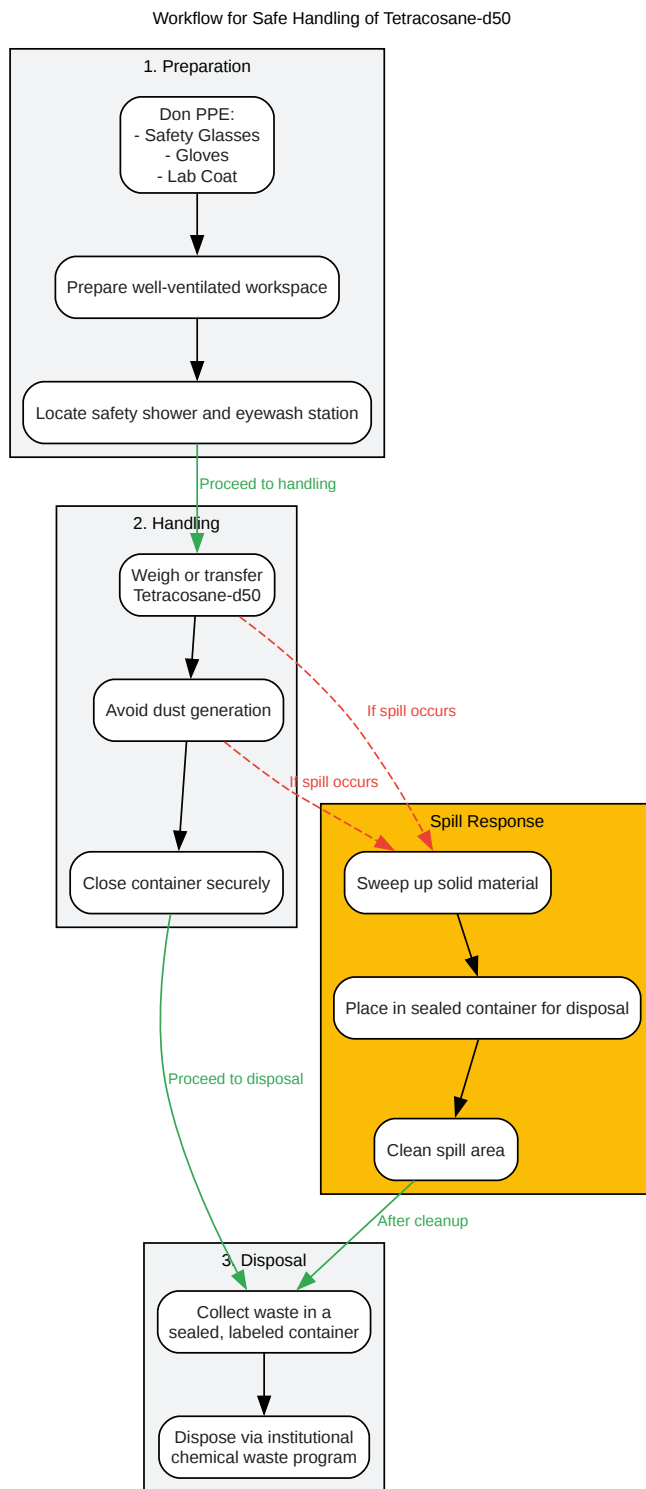 Workflow for Safe Handling of Tetracosane-d50
1. Preparation
Don PPE:
- Safety Glasses
- Gloves
- Lab Coat
Prepare well-ventilated workspace
Locate safety shower and eyewash station
Proceed to handling
2. Handling
Weigh or transfer
Tetracosane-d50
Avoid dust generation
If spill occurs
If spill occurs
Close container securely
Spill Response
Sweep up solid material
Place in sealed container for disposal
Clean spill area
Proceed to disposal
After cleanup
3. Disposal
Collect waste in a
sealed, labeled container
Dispose via institutional
chemical waste program